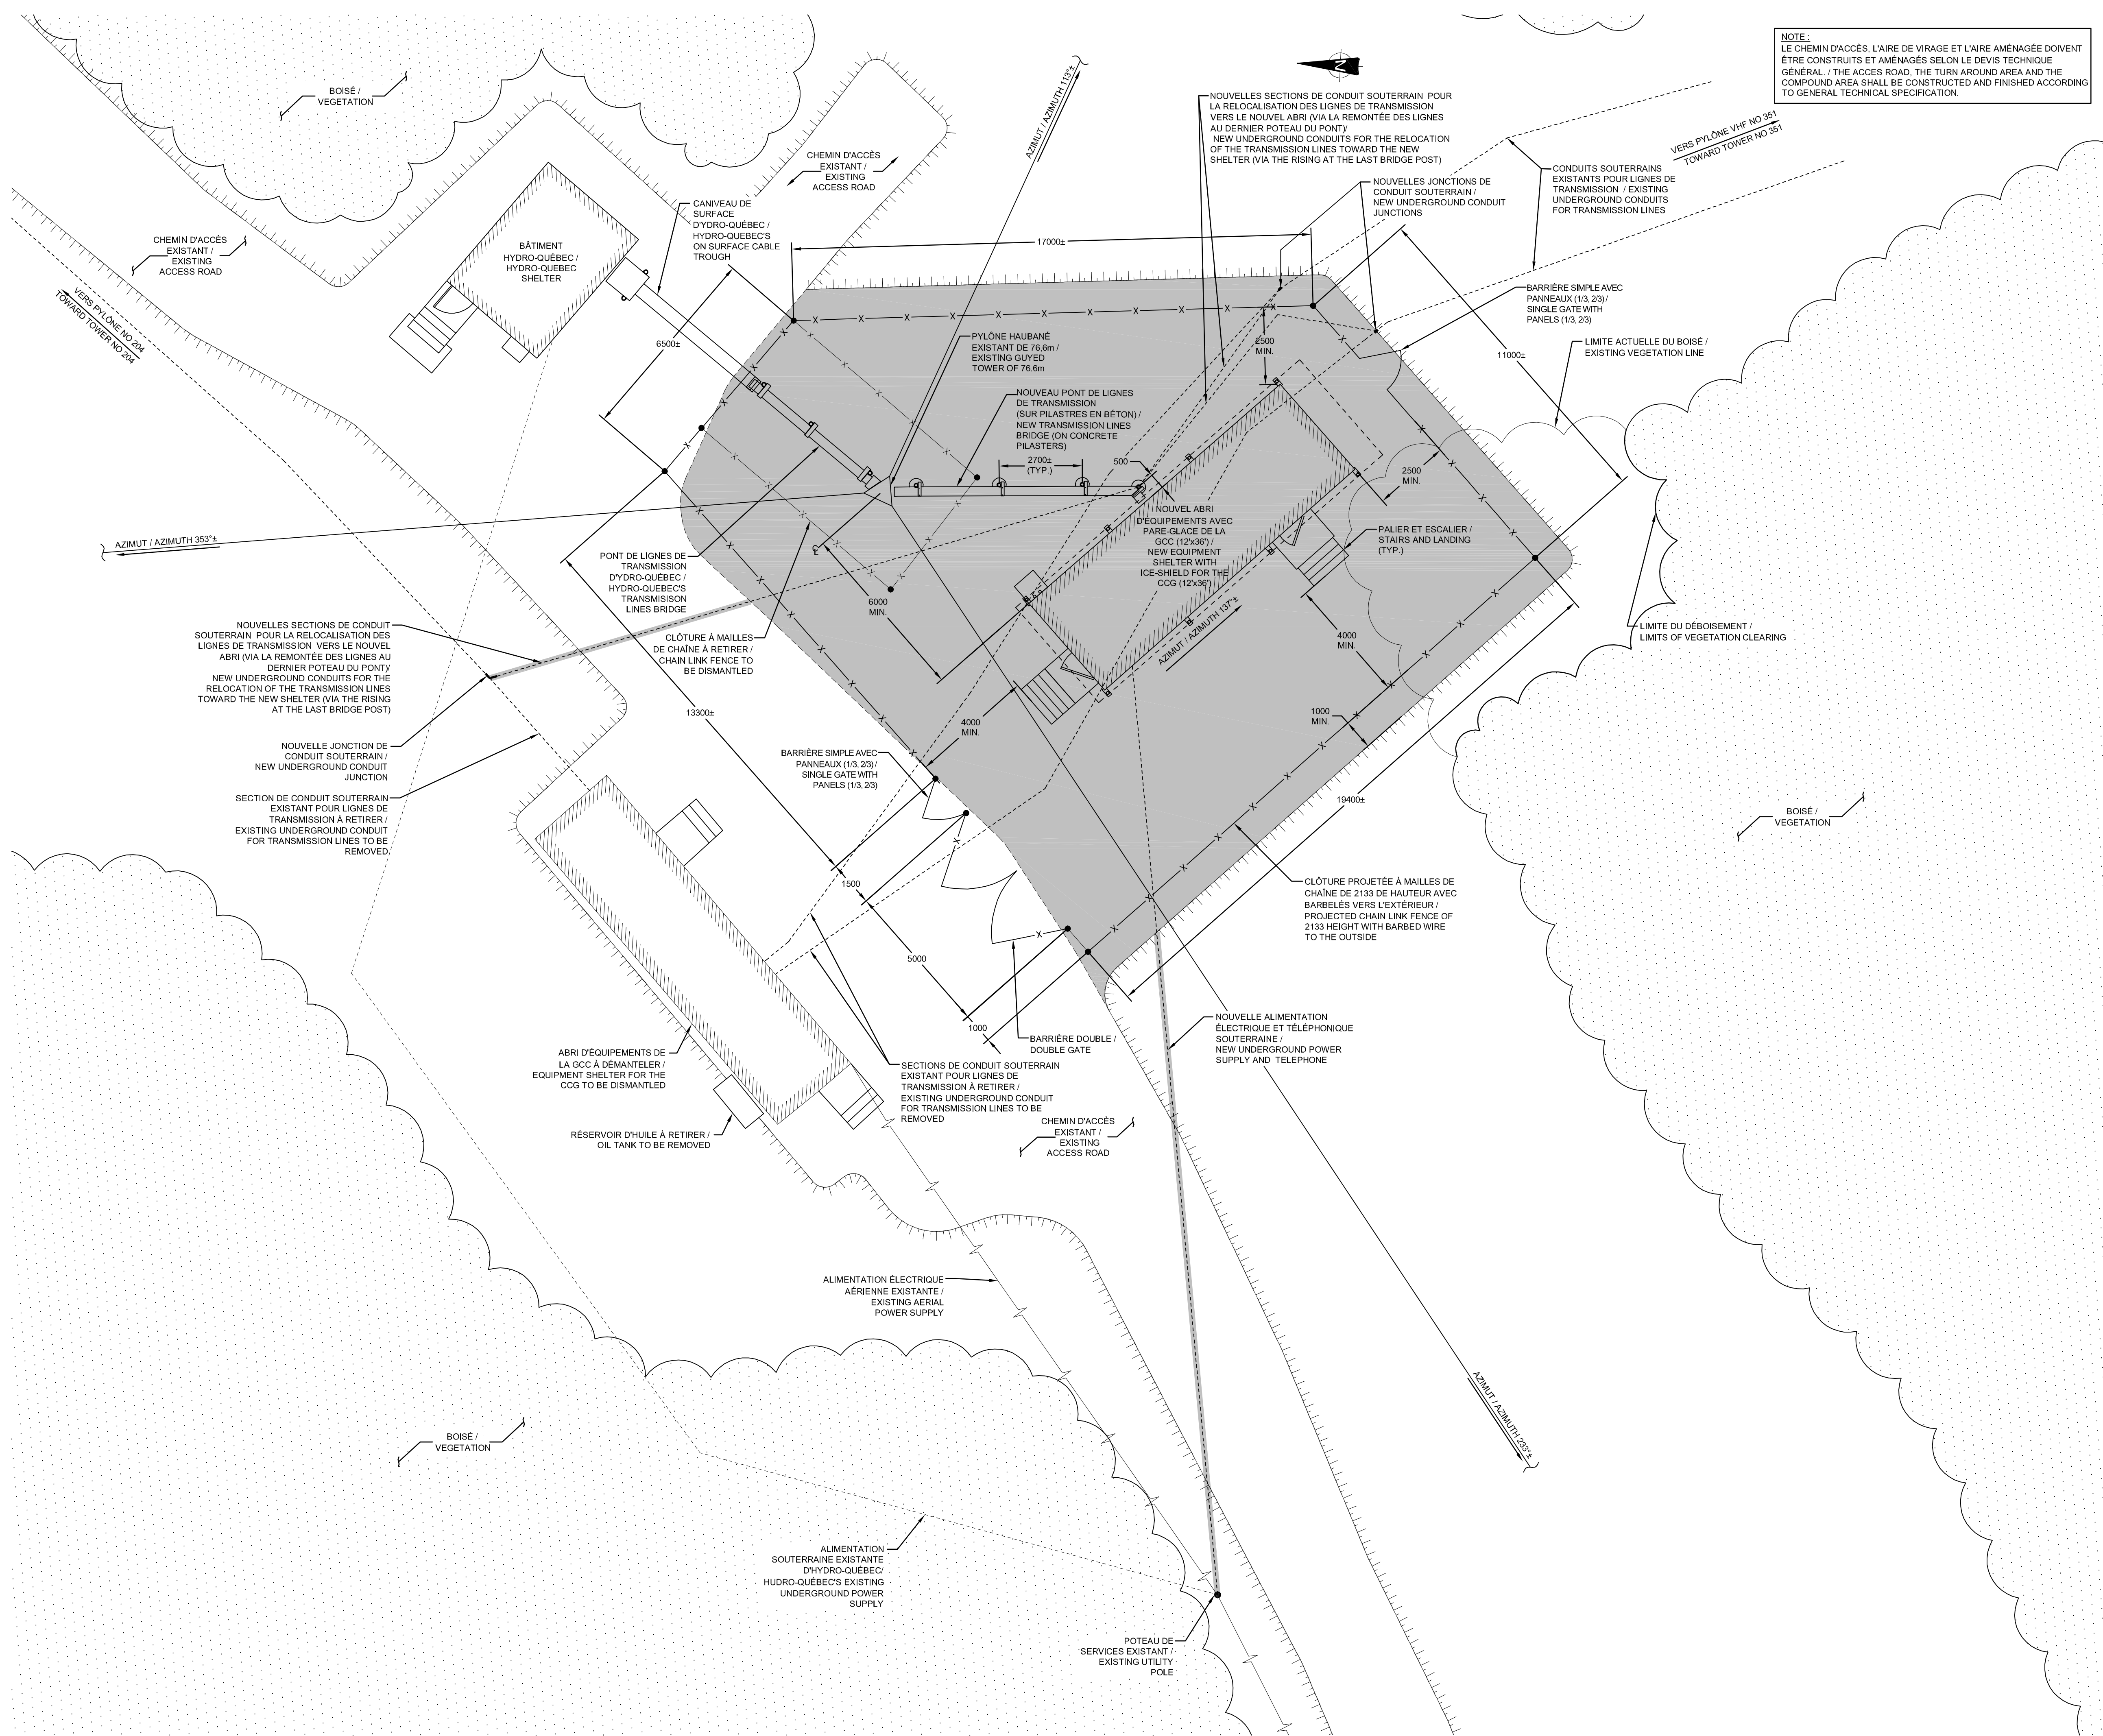 NOTE :
LE CHEMIN D'ACCÈS, L'AIRE DE VIRAGE ET L'AIRE AMÉNAGÉE DOIVENT
ÊTRE CONSTRUITS ET AMÉNAGÉS SELON LE DEVIS TECHNIQUE
GÉNÉRAL. / THE ACCES ROAD, THE TURN AROUND AREA AND THE
COMPOUND AREA SHALL BE CONSTRUCTED AND FINISHED ACCORDING
TO GENERAL TECHNICAL SPECIFICATION.
BOISÉ /
VEGETATION
AZIMUT / AZIMUTH 113°±
N
NOUVELLES SECTIONS DE CONDUIT SOUTERRAIN POUR
LA RELOCALISATION DES LIGNES DE TRANSMISSION
VERS LE NOUVEL ABRI (VIA LA REMONTÉE DES LIGNES
AU DERNIER POTEAU DU PONT)/
NEW UNDERGROUND CONDUITS FOR THE RELOCATION
OF THE TRANSMISSION LINES TOWARD THE NEW
SHELTER (VIA THE RISING AT THE LAST BRIDGE POST)
VERS PYLÔNE VHF NO 351
TOWARD TOWER NO 351
CHEMIN D'ACCÈS
EXISTANT /
EXISTING
ACCESS ROAD
CONDUITS SOUTERRAINS
EXISTANTS POUR LIGNES DE
TRANSMISSION / EXISTING
UNDERGROUND CONDUITS
FOR TRANSMISSION LINES
NOUVELLES JONCTIONS DE
CONDUIT SOUTERRAIN /
NEW UNDERGROUND CONDUIT
JUNCTIONS
CANIVEAU DE
SURFACE
D'YDRO-QUÉBEC /
HYDRO-QUEBEC'S
ON SURFACE CABLE
TROUGH
CHEMIN D'ACCÈS
EXISTANT /
EXISTING
ACCESS ROAD
BÂTIMENT
HYDRO-QUÉBEC /
HYDRO-QUEBEC
SHELTER
17000±
VERS PYLÔNE NO 204
TOWARD TOWER NO 204
BARRIÈRE SIMPLE AVEC
PANNEAUX (1/3, 2/3) /
SINGLE GATE WITH
PANELS (1/3, 2/3)
6500±
PYLÔNE HAUBANÉ
EXISTANT DE 76,6m /
EXISTING GUYED
TOWER OF 76.6m
2500
MIN.
11000±
LIMITE ACTUELLE DU BOISÉ /
EXISTING VEGETATION LINE
NOUVEAU PONT DE LIGNES
DE TRANSMISSION
(SUR PILASTRES EN BÉTON) /
NEW TRANSMISSION LINES
BRIDGE (ON CONCRETE
PILASTERS)
2700±
(TYP.)
500
2500
MIN.
NOUVEL ABRI
D'ÉQUIPEMENTS AVEC
PARE-GLACE DE LA
GCC (12'x36') /
NEW EQUIPMENT
SHELTER WITH
ICE-SHIELD FOR THE
CCG (12'x36')
PALIER ET ESCALIER /
STAIRS AND LANDING
(TYP.)
AZIMUT / AZIMUTH 353°±
PONT DE LIGNES DE
TRANSMISSION
D'YDRO-QUÉBEC /
HYDRO-QUEBEC'S
TRANSMISISON
LINES BRIDGE
6000
MIN.
AZIMUT / AZIMUTH 137°±
NOUVELLES SECTIONS DE CONDUIT
SOUTERRAIN POUR LA RELOCALISATION DES
LIGNES DE TRANSMISSION VERS LE NOUVEL
ABRI (VIA LA REMONTÉE DES LIGNES AU
DERNIER POTEAU DU PONT)/
NEW UNDERGROUND CONDUITS FOR THE
RELOCATION OF THE TRANSMISSION LINES
TOWARD THE NEW SHELTER (VIA THE RISING
AT THE LAST BRIDGE POST)
CLÔTURE À MAILLES
DE CHAÎNE À RETIRER /
CHAIN LINK FENCE TO
BE DISMANTLED
4000
MIN.
LIMITE DU DÉBOISEMENT /
LIMITS OF VEGETATION CLEARING
13300±
4000
MIN.
1000
MIN.
NOUVELLE JONCTION DE
CONDUIT SOUTERRAIN /
NEW UNDERGROUND CONDUIT
JUNCTION
BARRIÈRE SIMPLE AVEC
PANNEAUX (1/3, 2/3) /
SINGLE GATE WITH
PANELS (1/3, 2/3)
SECTION DE CONDUIT SOUTERRAIN
EXISTANT POUR LIGNES DE
TRANSMISSION À RETIRER /
EXISTING UNDERGROUND CONDUIT
FOR TRANSMISSION LINES TO BE
REMOVED
19400±
BOISÉ /
VEGETATION
1500
CLÔTURE PROJETÉE À MAILLES DE
CHAÎNE DE 2133 DE HAUTEUR AVEC
BARBELÉS VERS L'EXTÉRIEUR /
PROJECTED CHAIN LINK FENCE OF
2133 HEIGHT WITH BARBED WIRE
TO THE OUTSIDE
5000
1000
BARRIÈRE DOUBLE /
DOUBLE GATE
NOUVELLE ALIMENTATION
ÉLECTRIQUE ET TÉLÉPHONIQUE
SOUTERRAINE /
NEW UNDERGROUND POWER
SUPPLY AND TELEPHONE
ABRI D'ÉQUIPEMENTS DE
LA GCC À DÉMANTELER /
EQUIPMENT SHELTER FOR THE
CCG TO BE DISMANTLED
SECTIONS DE CONDUIT SOUTERRAIN
EXISTANT POUR LIGNES DE
TRANSMISSION À RETIRER /
EXISTING UNDERGROUND CONDUIT
FOR TRANSMISSION LINES TO BE
REMOVED
RÉSERVOIR D'HUILE À RETIRER /
OIL TANK TO BE REMOVED
CHEMIN D'ACCÈS
EXISTANT /
EXISTING
ACCESS ROAD
ALIMENTATION ÉLECTRIQUE
AÉRIENNE EXISTANTE /
EXISTING AERIAL
POWER SUPPLY
AZIMUT / AZIMUTH 233°±
BOISÉ /
VEGETATION
ALIMENTATION
SOUTERRAINE EXISTANTE
D'HYDRO-QUÉBEC/
HUDRO-QUÉBEC'S EXISTING
UNDERGROUND POWER
SUPPLY
POTEAU DE
SERVICES EXISTANT /
EXISTING UTILITY
POLE